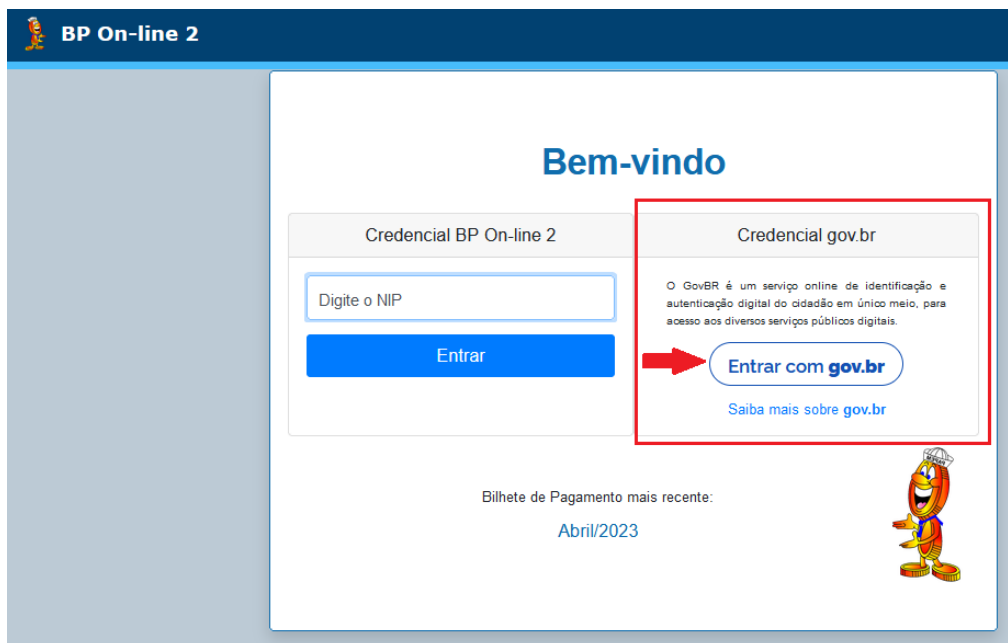 BP On-line 2
Bem-vindo
Credencial BP On-line 2
Digite o NIP
Entrar
Credencial gov.br
O GovBR é um serviço online de identificação e
autenticação digital do cidadão em único meio, para
acesso aos diversos serviços públicos digitais.
Entrar com gov.br
Saiba mais sobre gov.br
Bilhete de Pagamento mais recente:
Abril/2023